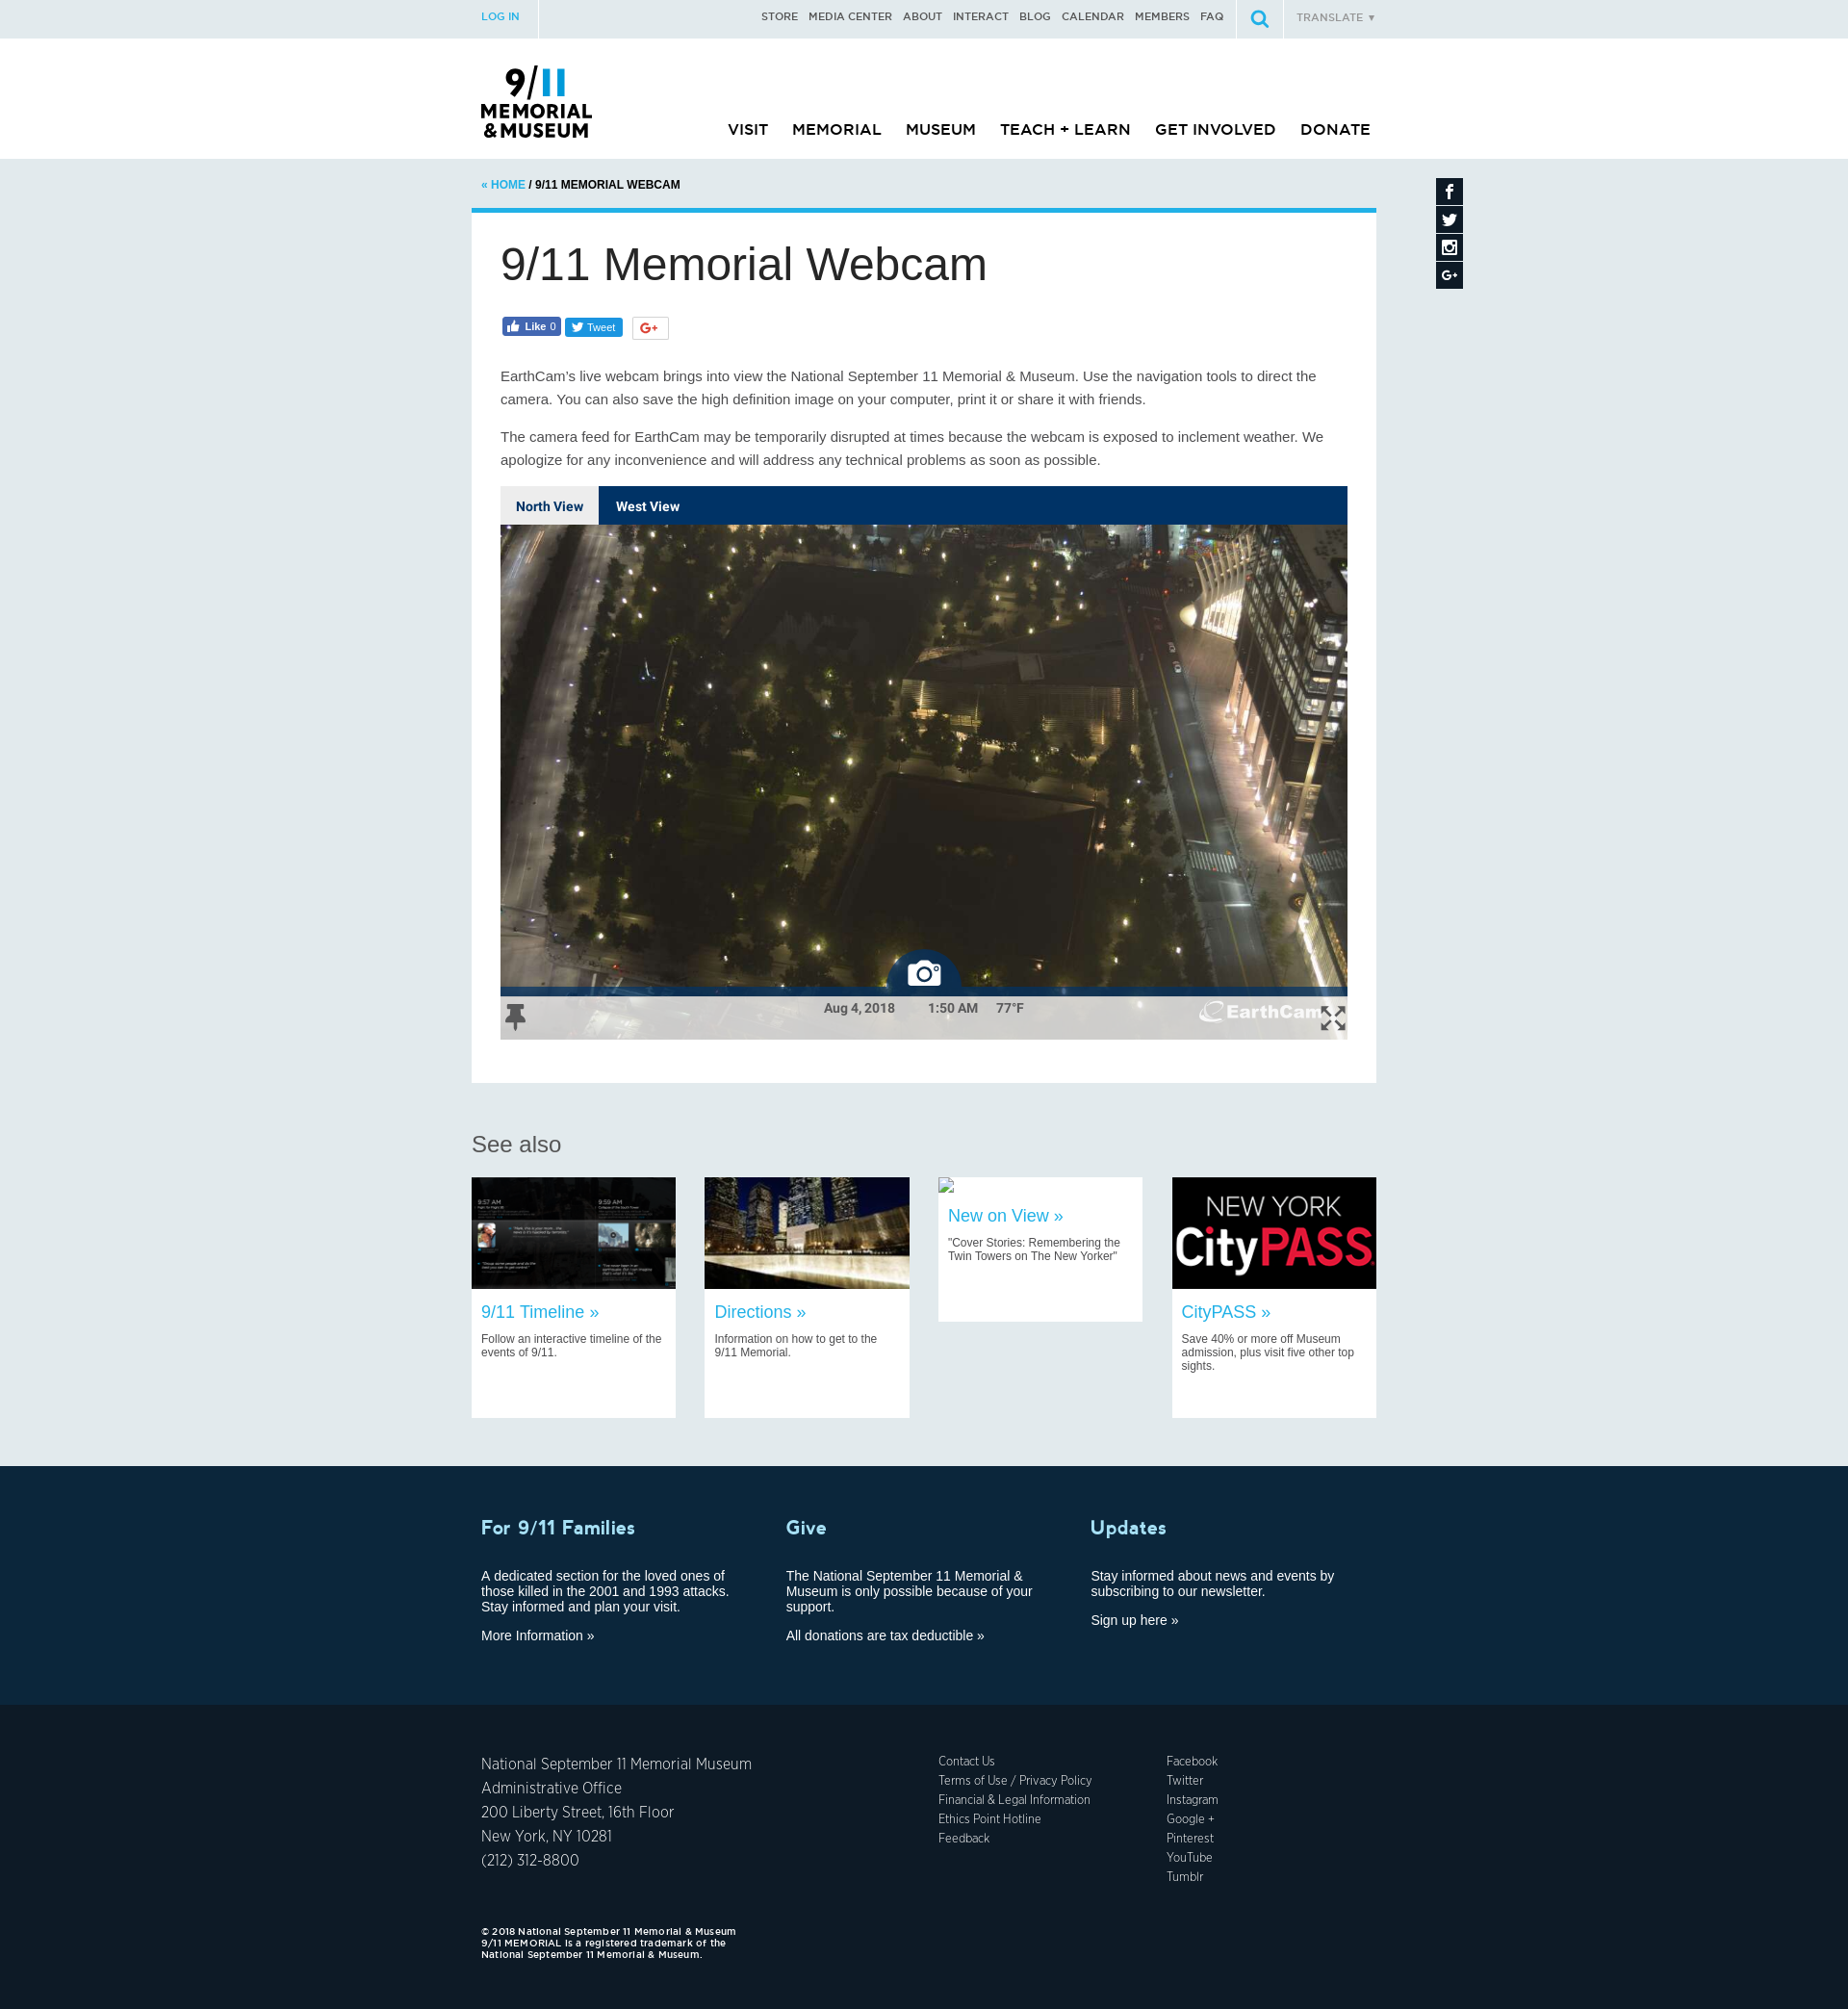 LOG IN
STORE MEDIA CENTER ABOUT INTERACT BLOG CALENDAR MEMBERS FAQ
TRANSLATE ▼
9/11
MEMORIAL
&MUSEUM
VISIT MEMORIAL MUSEUM TEACH + LEARN GET INVOLVED DONATE
« HOME / 9/11 MEMORIAL WEBCAM
9/11 Memorial Webcam
Like 0
Tweet
G+
EarthCam's live webcam brings into view the National September 11 Memorial & Museum. Use the navigation tools to direct the
camera. You can also save the high definition image on your computer, print it or share it with friends.
The camera feed for EarthCam may be temporarily disrupted at times because the webcam is exposed to inclement weather. We
apologize for any inconvenience and will address any technical problems as soon as possible.
North View West View
Aug 4, 2018 1:50 AM 77°F
EarthCam
See also
9:57 AM
9:59 AM
9/11 Timeline »
Follow an interactive timeline of the
events of 9/11.
Directions »
Information on how to get to the
9/11 Memorial.
New on View »
"Cover Stories: Remembering the
Twin Towers on The New Yorker"
NEW YORK
CityPASS
CityPASS »
Save 40% or more off Museum
admission, plus visit five other top
sights.
For 9/11 Families
A dedicated section for the loved ones of
those killed in the 2001 and 1993 attacks.
Stay informed and plan your visit.
More Information »
Give
The National September 11 Memorial &
Museum is only possible because of your
support.
All donations are tax deductible »
Updates
Stay informed about news and events by
subscribing to our newsletter.
Sign up here »
National September 11 Memorial Museum
Administrative Office
200 Liberty Street, 16th Floor
New York, NY 10281
(212) 312-8800
Contact Us
Terms of Use / Privacy Policy
Financial & Legal Information
Ethics Point Hotline
Feedback
Facebook
Twitter
Instagram
Google +
Pinterest
YouTube
Tumblr
© 2018 National September 11 Memorial & Museum
9/11 MEMORIAL is a registered trademark of the
National September 11 Memorial & Museum.